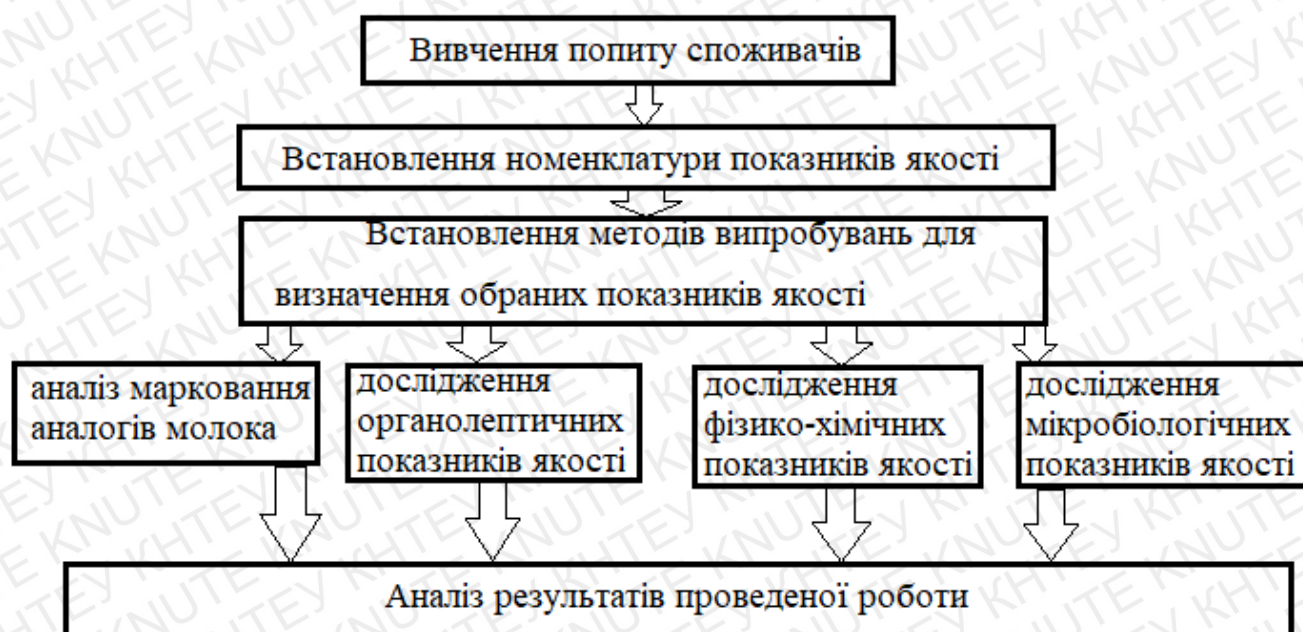 Вивчення попиту споживачів
Встановлення номенклатури показників якості
Встановлення методів випробувань для
визначення обраних показників якості
аналіз марковання
аналогів молока
дослідження
органолептичних
показників якості
дослідження
фізико-хімічних
показників якості
дослідження
мікробіологічних
показників якості
Аналіз результатів проведеної роботи